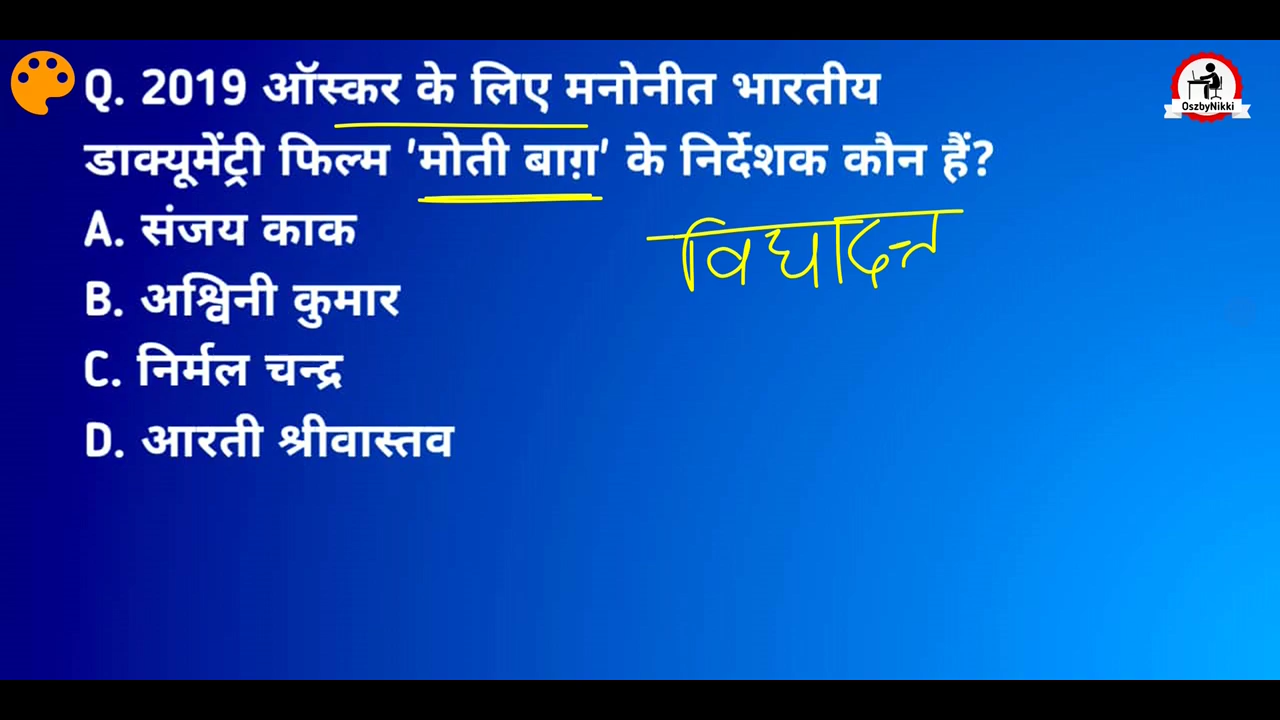 Q. 2019 ऑस्कर के लिए मनोनीत भारतीय
डाक्यूमेंट्री फिल्म 'मोती बाग़' के निर्देशक कौन हैं?
A. संजय काक
B. अश्विनी कुमार
C. निर्मल चन्द्र
D. आरती श्रीवास्तव
विद्यादत्त
OszbyNikki